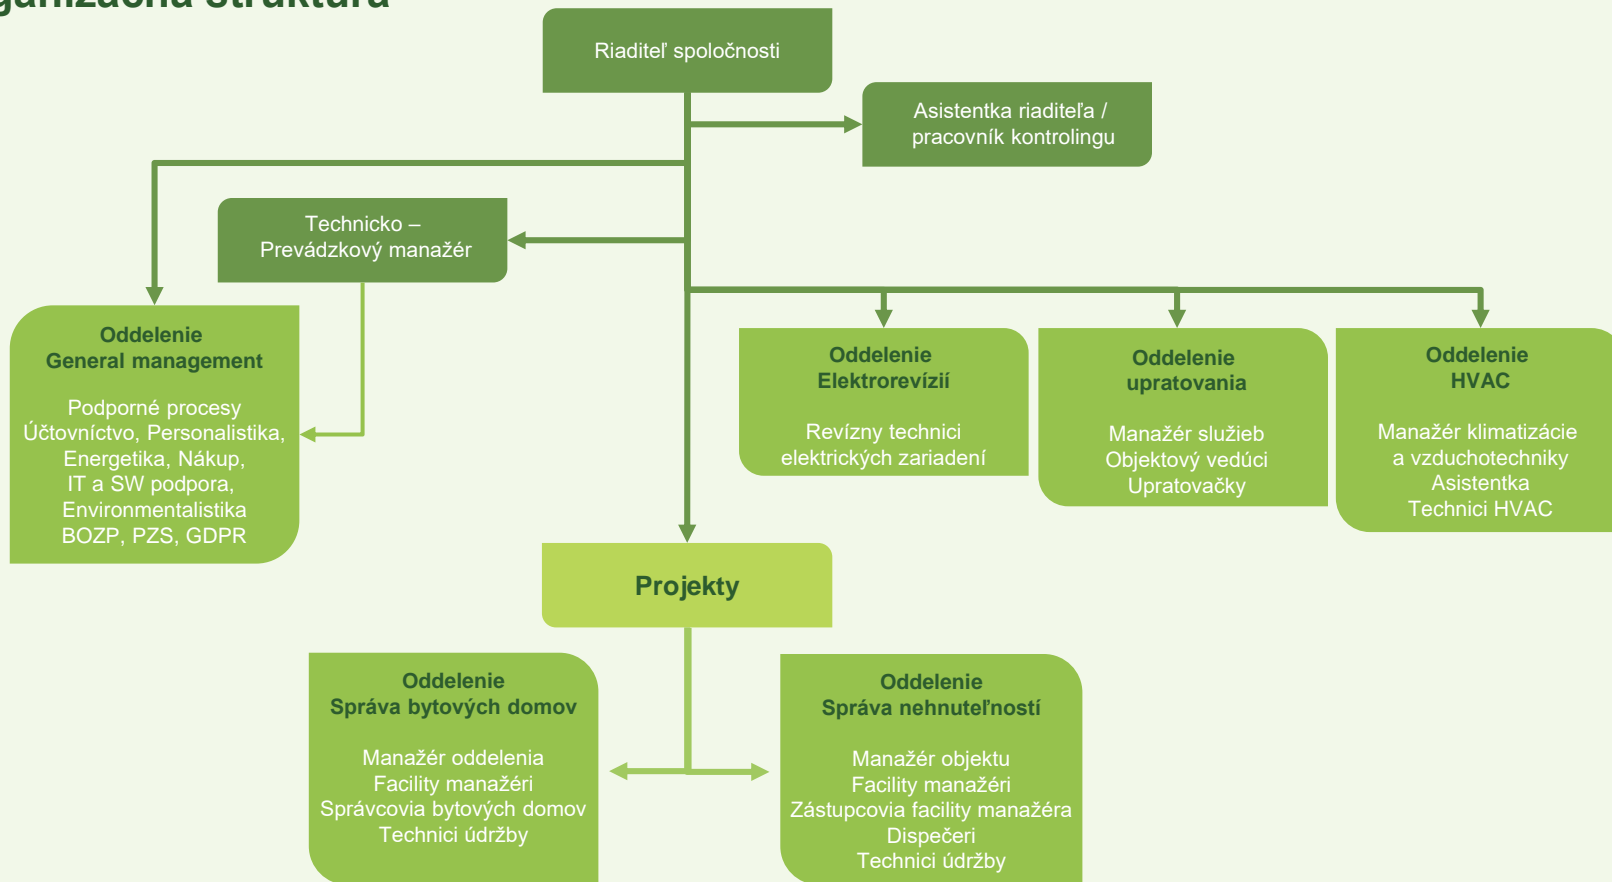 Riaditeľ spoločnosti
Asistentka riaditeľa /
pracovník kontrolingu
Technicko –
Prevádzkový manažér
Oddelenie
General management
Podporné procesy
Účtovníctvo, Personalistika,
Energetika, Nákup,
IT a SW podpora,
Environmentalistika
BOZP, PZS, GDPR
Oddelenie
Elektrorevízií
Revízny technici
elektrických zariadení
Oddelenie
upratovania
Manažér služieb
Objektový vedúci
Upratovačky
Oddelenie
HVAC
Manažér klimatizácie
a vzduchotechniky
Asistentka
Technici HVAC
Projekty
Oddelenie
Správa bytových domov
Manažér oddelenia
Facility manažéri
Správcovia bytových domov
Technici údržby
Oddelenie
Správa nehnuteľností
Manažér objektu
Facility manažéri
Zástupcovia facility manažéra
Dispečeri
Technici údržby